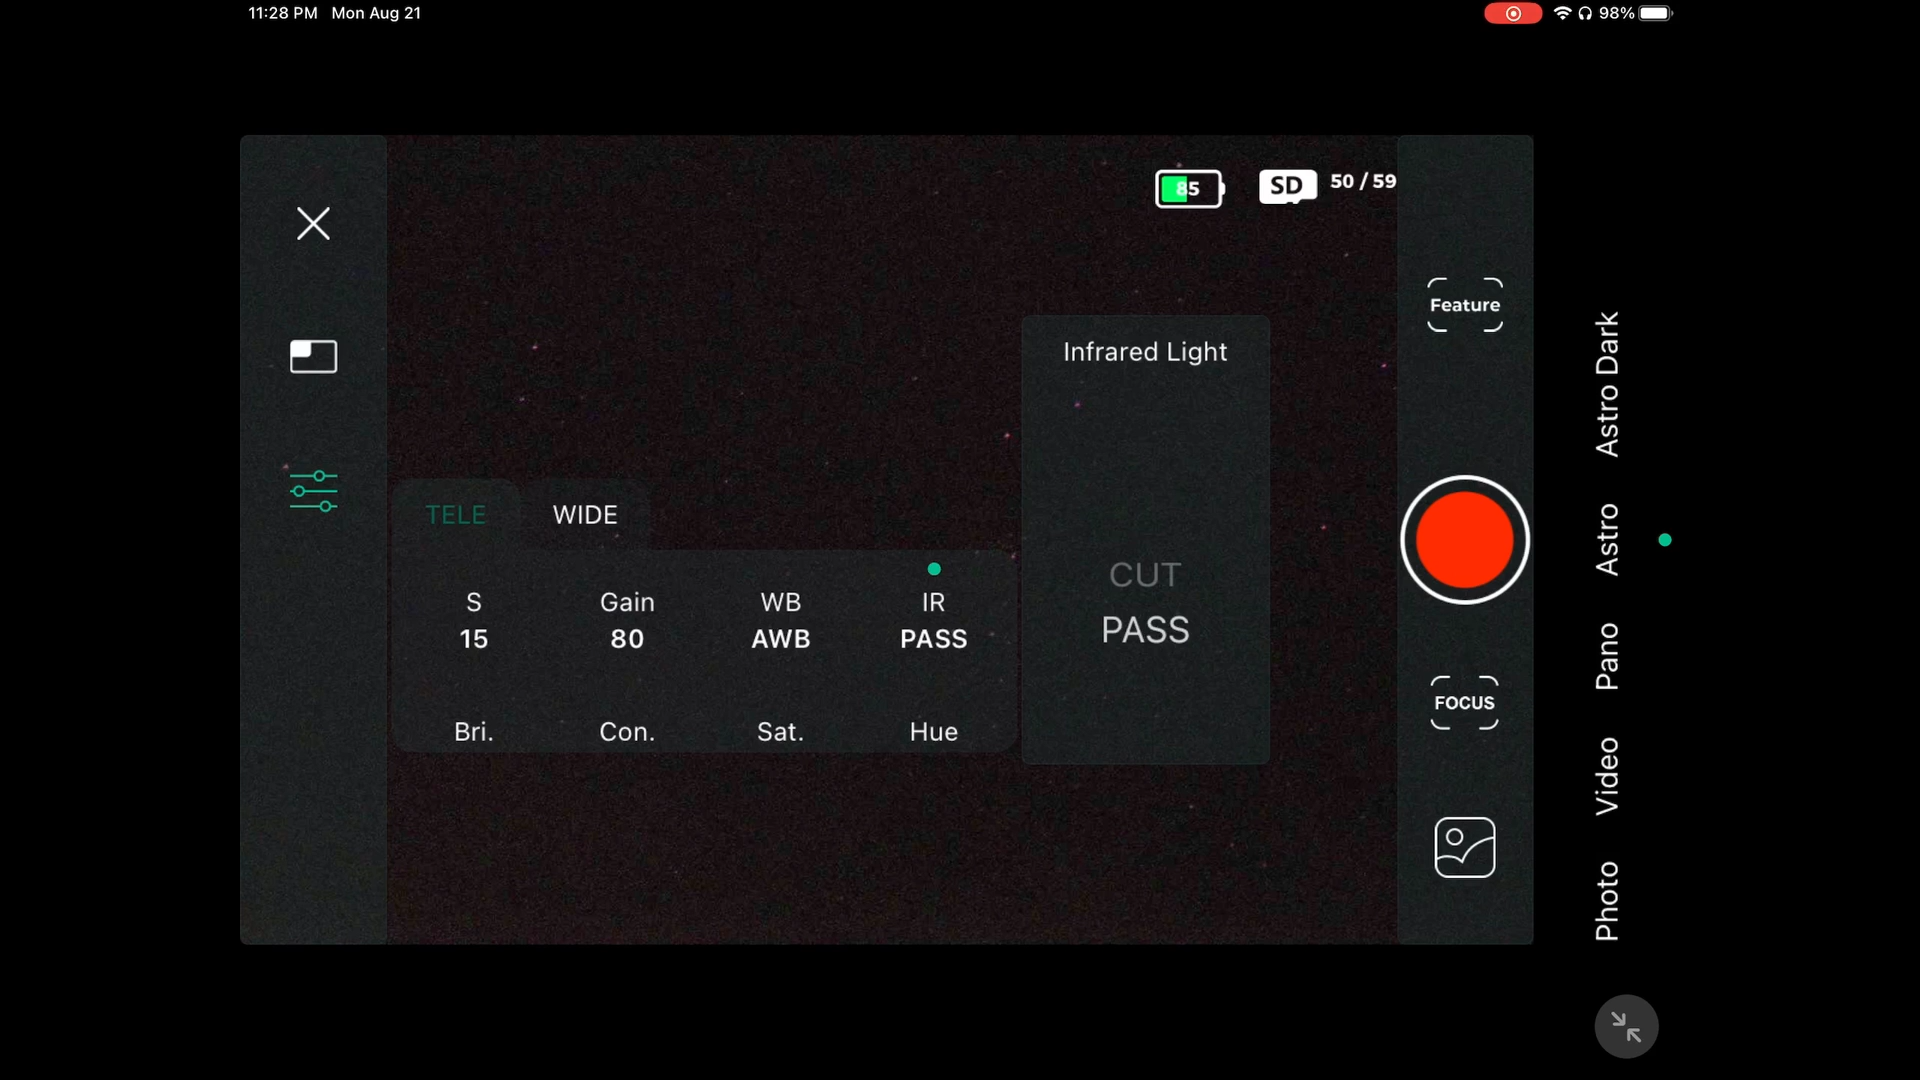 11:28 PM Mon Aug 21
98%
85
SD 50 / 59
Feature
Infrared Light
CUT
PASS
TELE WIDE
S Gain WB IR
15 80 AWB PASS
Bri. Con. Sat. Hue
FOCUS
Astro Dark
Astro
Pano
Video
Photo